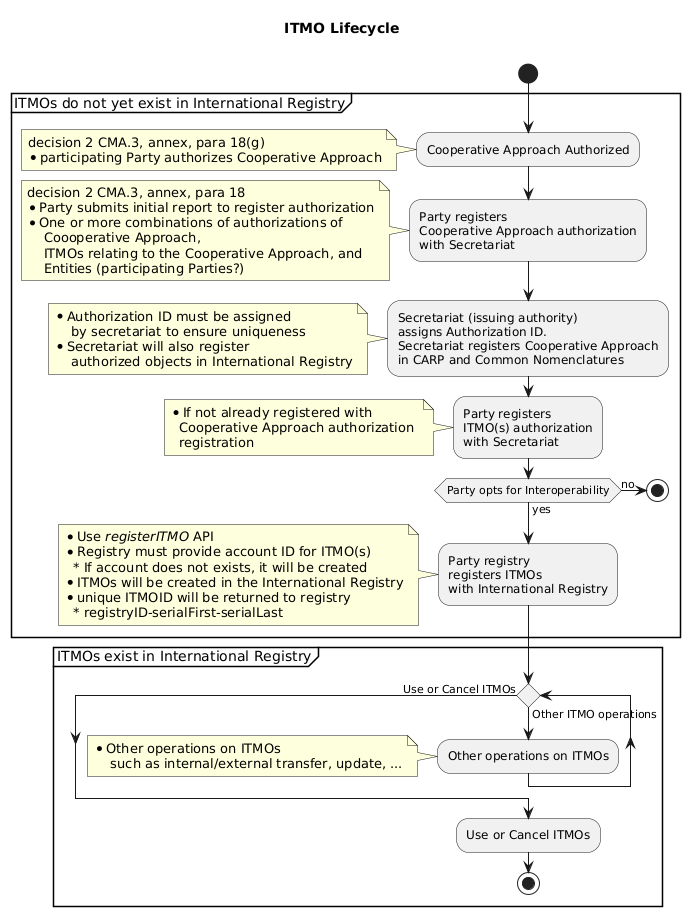 ITMO Lifecycle
ITMOs do not yet exist in International Registry
decision 2 CMA.3, annex, para 18(g)
• participating Party authorizes Cooperative Approach
Cooperative Approach Authorized
decision 2 CMA.3, annex, para 18
• Party submits initial report to register authorization
• One or more combinations of authorizations of
Coooperative Approach,
ITMOs relating to the Cooperative Approach, and
Entities (participating Parties?)
Party registers
Cooperative Approach authorization
with Secretariat
• Authorization ID must be assigned
by secretariat to ensure uniqueness
• Secretariat will also register
authorized objects in International Registry
Secretariat (issuing authority)
assigns Authorization ID.
Secretariat registers Cooperative Approach
in CARP and Common Nomenclatures
• If not already registered with
Cooperative Approach authorization
registration
Party registers
ITMO(s) authorization
with Secretariat
Party opts for Interoperability
no
yes
• Use registerITMO API
• Registry must provide account ID for ITMO(s)
* If account does not exists, it will be created
• ITMOs will be created in the International Registry
• unique ITMOID will be returned to registry
* registryID-serialFirst-serialLast
Party registry
registers ITMOs
with International Registry
ITMOs exist in International Registry
Use or Cancel ITMOs
Other ITMO operations
• Other operations on ITMOs
such as internal/external transfer, update, ...
Other operations on ITMOs
Use or Cancel ITMOs